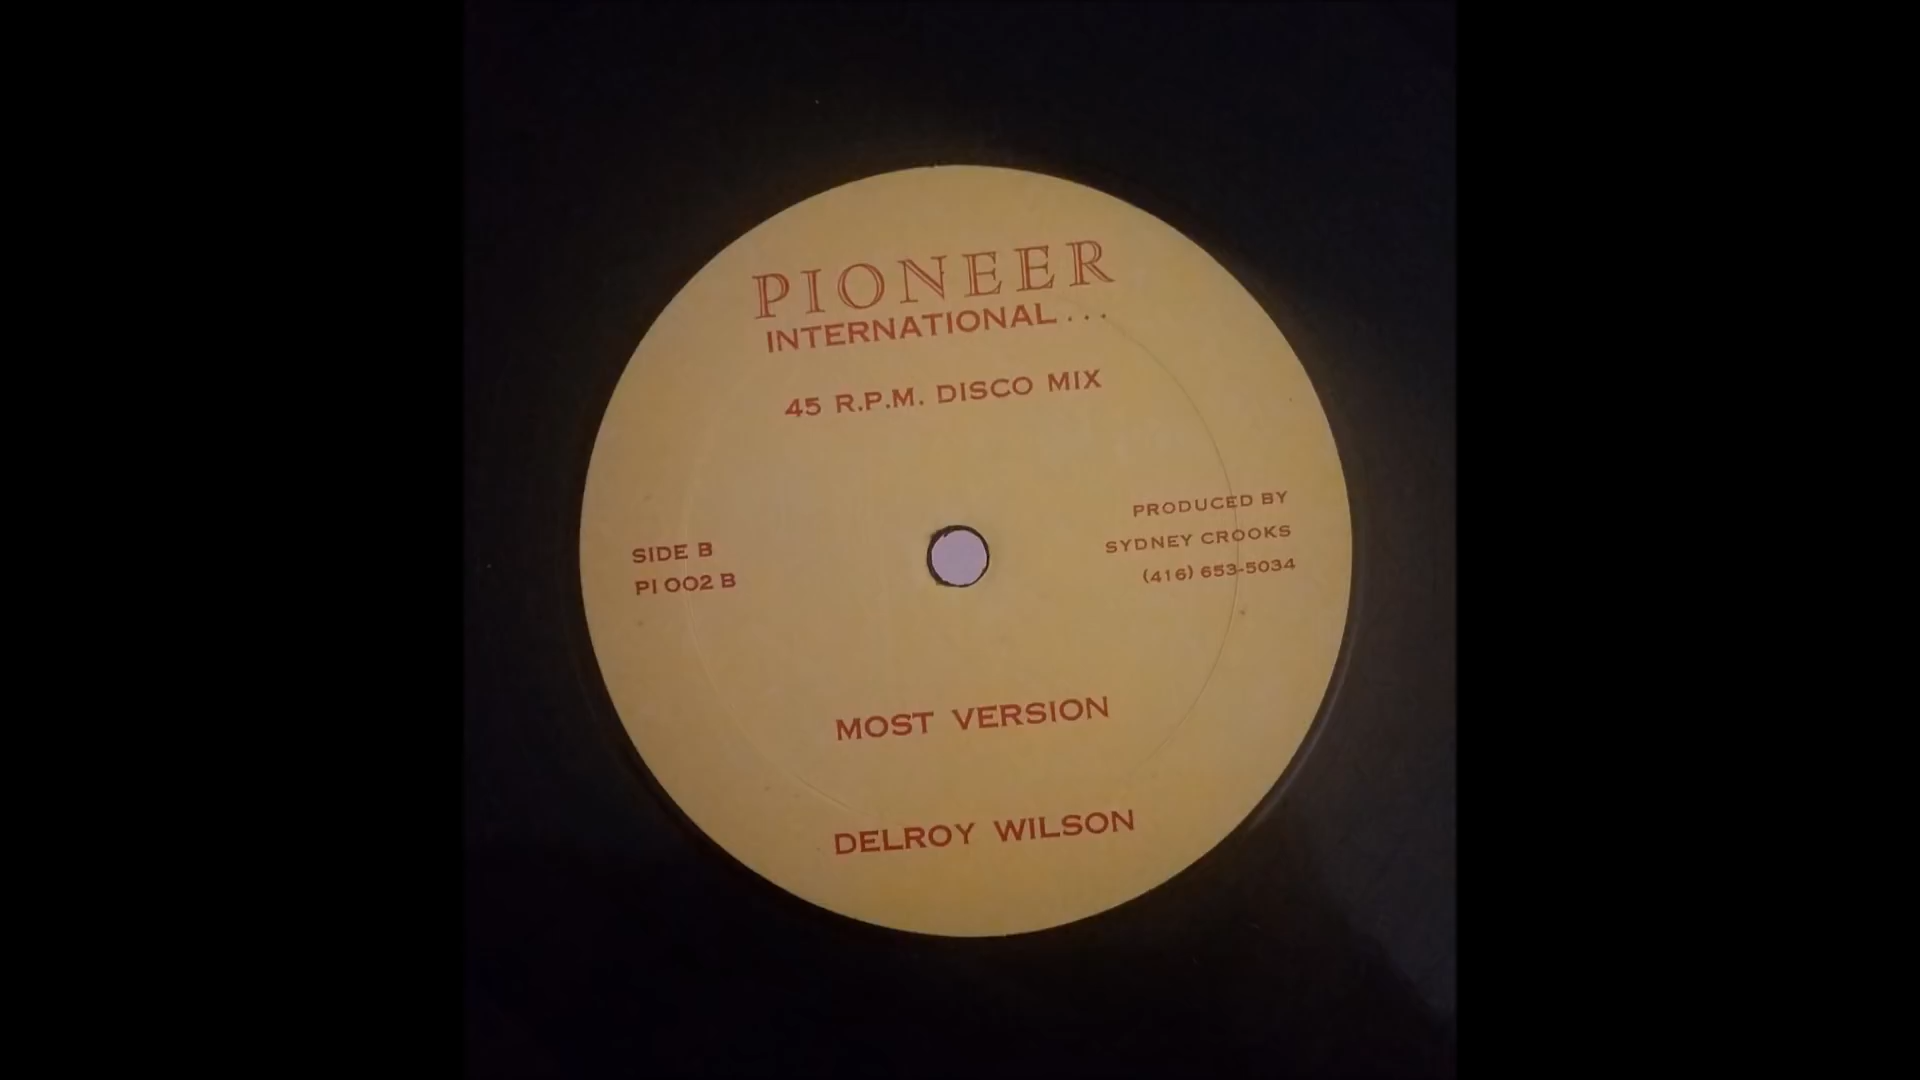 PIONEER
INTERNATIONAL...
45 R.P.M. DISCO MIX
SIDE B
PI 002 B
PRODUCED BY
SYDNEY CROOKS
(416) 653-5034
MOST VERSION
DELROY WILSON